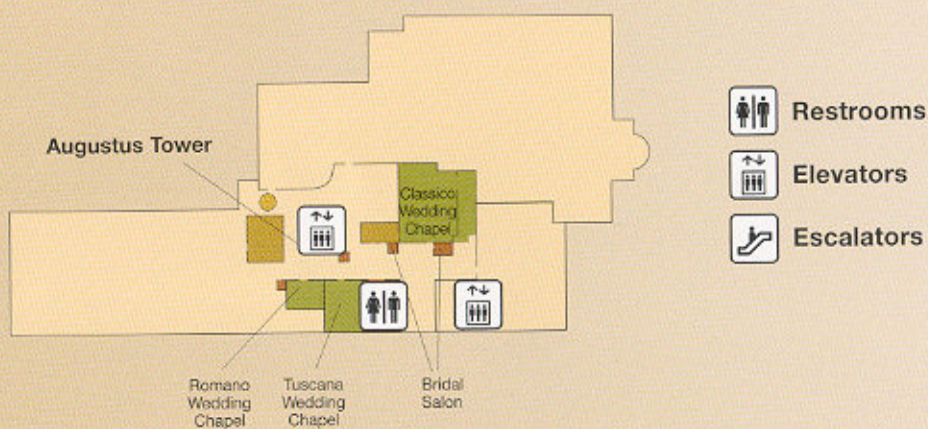 Augustus Tower
Classico
Wedding
Chapel
Romano
Wedding
Chapel
Tuscana
Wedding
Chapel
Bridal
Salon
Restrooms
Elevators
Escalators